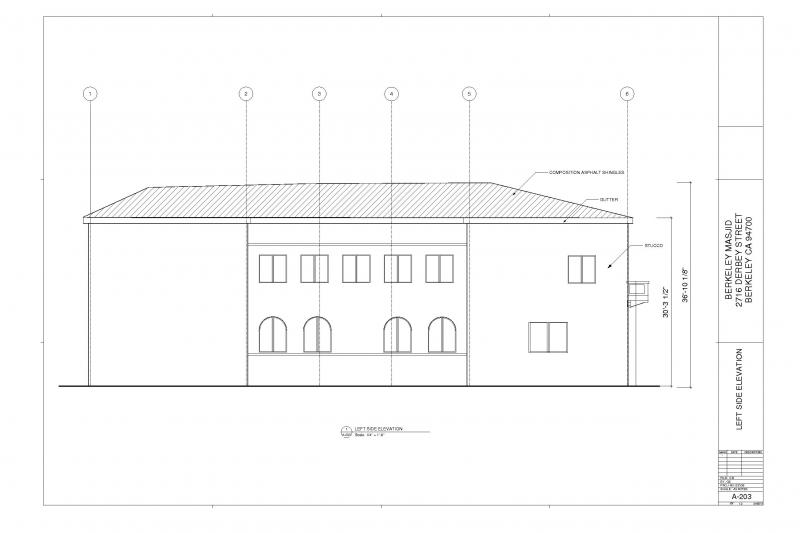 1 2 3 4 5 6
COMPOSITION ASPHALT SHINGLES
GUTTER
STUCCO
30'-3 1/2"
36'-10 1/8"
1
A-203
LEFT SIDE ELEVATION
Scale: 1/4" = 1'-0"
BERKELEY MASJID
2716 DERBEY STREET
BERKELEY CA 94700
LEFT SIDE ELEVATION
MARK DATE DESCRIPTION
A-203